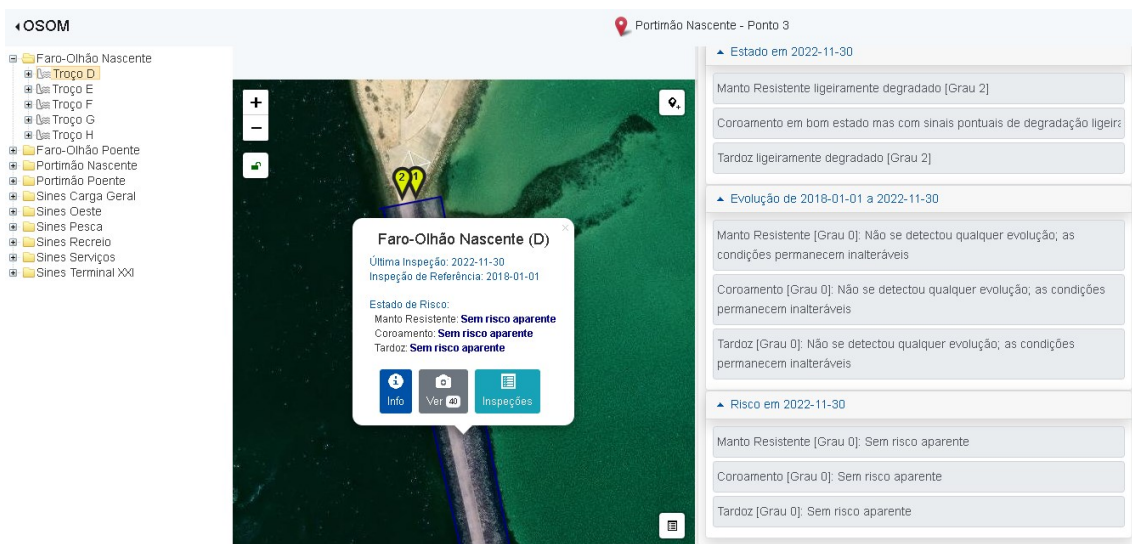 OSOM
Portimão Nascente - Ponto 3
Faro-Olhão Nascente
Troço D
Troço E
Troço F
Troço G
Troço H
Faro-Olhão Poente
Portimão Nascente
Portimão Poente
Sines Carga Geral
Sines Oeste
Sines Pesca
Sines Recreio
Sines Serviços
Sines Terminal XXI
+
−
2 1
Faro-Olhão Nascente (D)
×
Última Inspeção: 2022-11-30
Inspeção de Referência: 2018-01-01
Estado de Risco:
Manto Resistente: Sem risco aparente
Coroamento: Sem risco aparente
Tardoz: Sem risco aparente
Info
Ver 40
Inspeções
Estado em 2022-11-30
Manto Resistente ligeiramente degradado [Grau 2]
Coroamento em bom estado mas com sinais pontuais de degradação ligeira
Tardoz ligeiramente degradado [Grau 2]
Evolução de 2018-01-01 a 2022-11-30
Manto Resistente [Grau 0]: Não se detectou qualquer evolução; as
condições permanecem inalteráveis
Coroamento [Grau 0]: Não se detectou qualquer evolução; as condições
permanecem inalteráveis
Tardoz [Grau 0]: Não se detectou qualquer evolução; as condições
permanecem inalteráveis
Risco em 2022-11-30
Manto Resistente [Grau 0]: Sem risco aparente
Coroamento [Grau 0]: Sem risco aparente
Tardoz [Grau 0]: Sem risco aparente